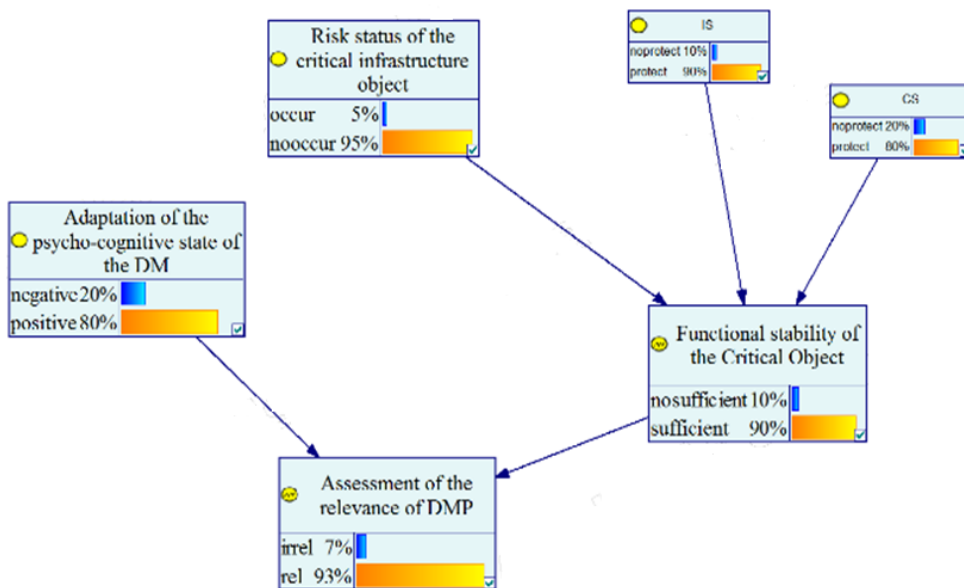 Risk status of the
critical infrastructure
object
occur 5%
nooccur 95%
IS
noprotect 10%
protect 90%
CS
noprotect 20%
protect 80%
Adaptation of the
psycho-cognitive state of
the DM
negative 20%
positive 80%
Functional stability of
the Critical Object
nosufficient 10%
sufficient 90%
Assessment of the
relevance of DMP
irrel 7%
rel 93%